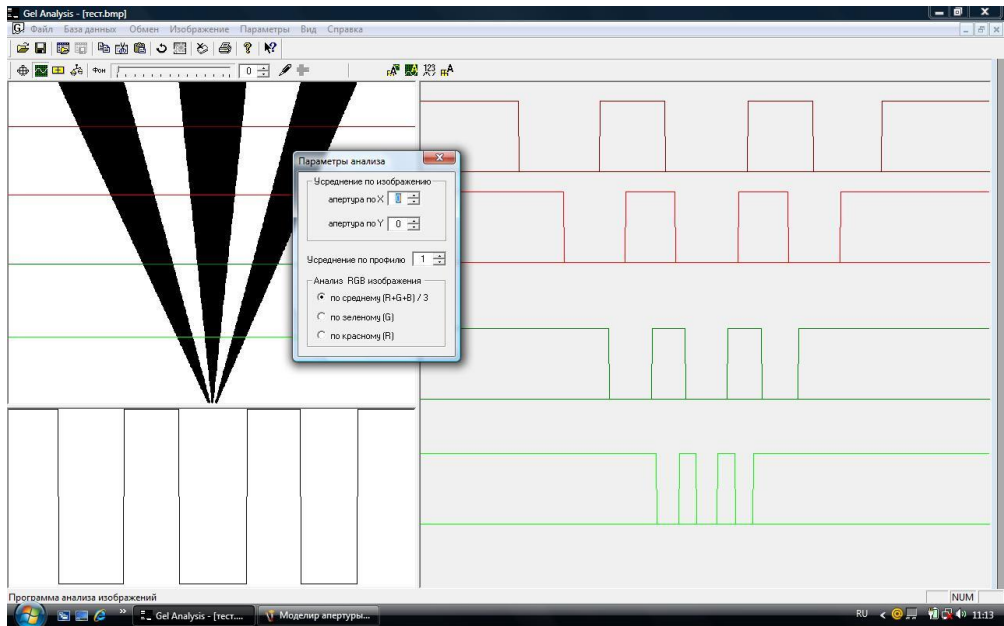 Gel Analysis - [тест.bmp]
Файл База данных Обмен Изображение Параметры Вид Справка
Фон 0 123
Параметры анализа
Усреднение по изображению
апертура по X 0
апертура по Y 0
Усреднение по профилю 1
Анализ RGB изображения
по среднему (R+G+B) / 3
по зеленому (G)
по красному (R)
Программа анализа изображений NUM
Gel Analysis - [тест.... Моделир апертуры... RU 11:13